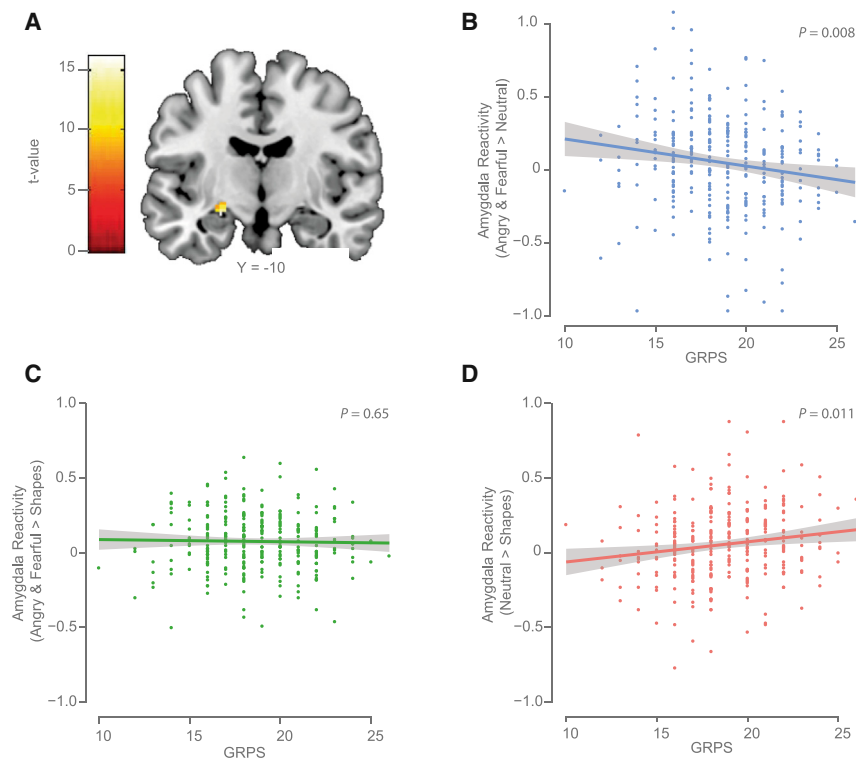 A
15
10
5
0
t-value
Y = -10
B
P = 0.008
1.0
0.5
0
−0.5
−1.0
Amygdala Reactivity
(Angry & Fearful > Neutral)
10 15 20 25
GRPS
C
P = 0.65
1.0
0.5
0
−0.5
−1.0
Amygdala Reactivity
(Angry & Fearful > Shapes)
10 15 20 25
GRPS
D
P = 0.011
1.0
0.5
0
−0.5
−1.0
Amygdala Reactivity
(Neutral > Shapes)
10 15 20 25
GRPS